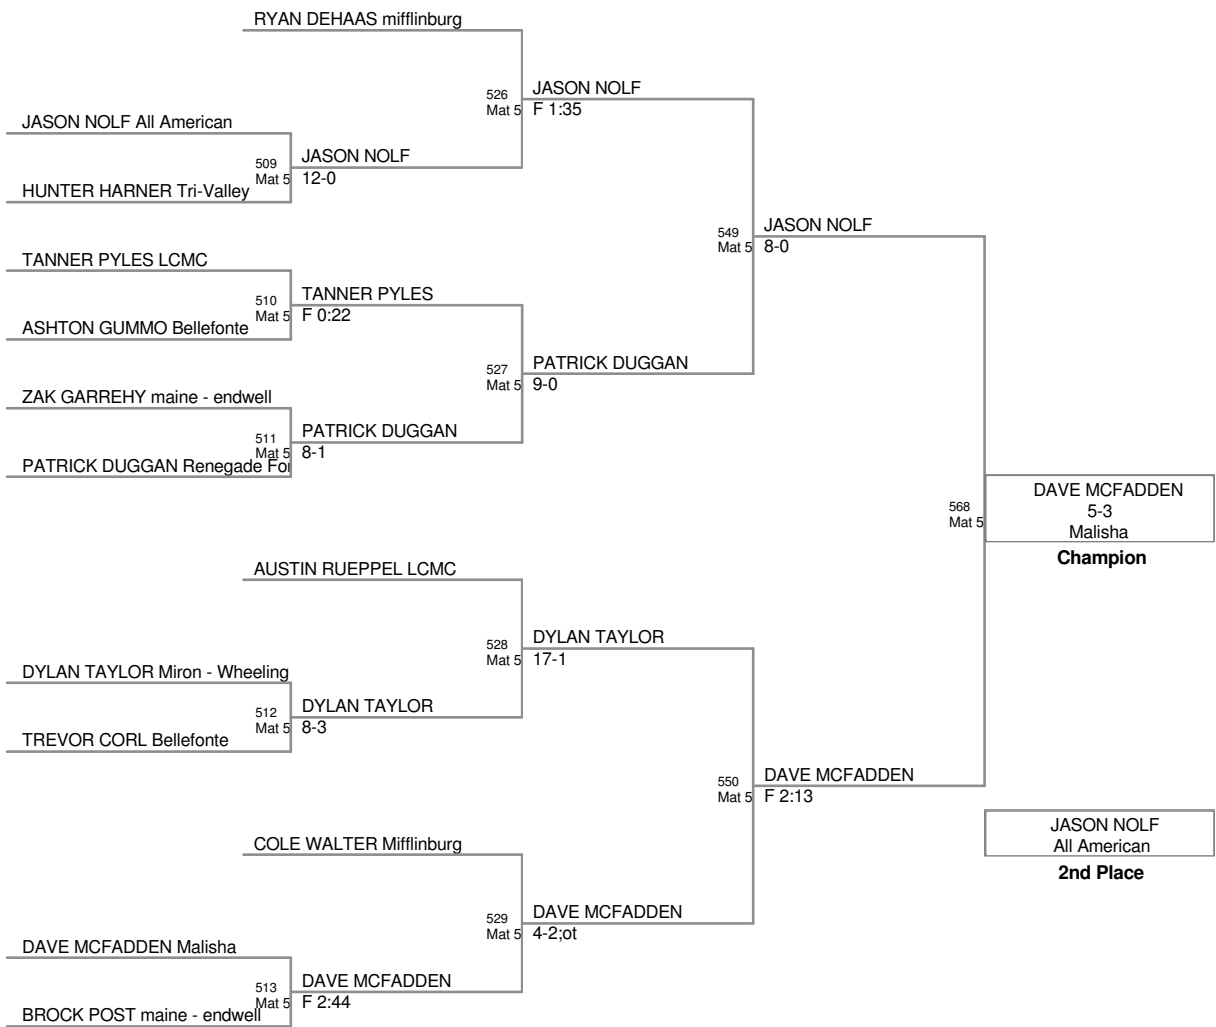 RYAN DEHAAS mifflinburg
526
Mat 5
JASON NOLF
F 1:35
JASON NOLF All American
509
Mat 5
JASON NOLF
12-0
HUNTER HARNER Tri-Valley
549
Mat 5
JASON NOLF
8-0
TANNER PYLES LCMC
510
Mat 5
TANNER PYLES
F 0:22
ASHTON GUMMO Bellefonte
527
Mat 5
PATRICK DUGGAN
9-0
ZAK GARREHY maine - endwell
511
Mat 5
PATRICK DUGGAN
8-1
PATRICK DUGGAN Renegade For
568
Mat 5
DAVE MCFADDEN
5-3
Malisha
Champion
AUSTIN RUEPPEL LCMC
528
Mat 5
DYLAN TAYLOR
17-1
DYLAN TAYLOR Miron - Wheeling
512
Mat 5
DYLAN TAYLOR
8-3
TREVOR CORL Bellefonte
550
Mat 5
DAVE MCFADDEN
F 2:13
JASON NOLF
All American
2nd Place
COLE WALTER Mifflinburg
529
Mat 5
DAVE MCFADDEN
4-2;ot
DAVE MCFADDEN Malisha
513
Mat 5
DAVE MCFADDEN
F 2:44
BROCK POST maine - endwell